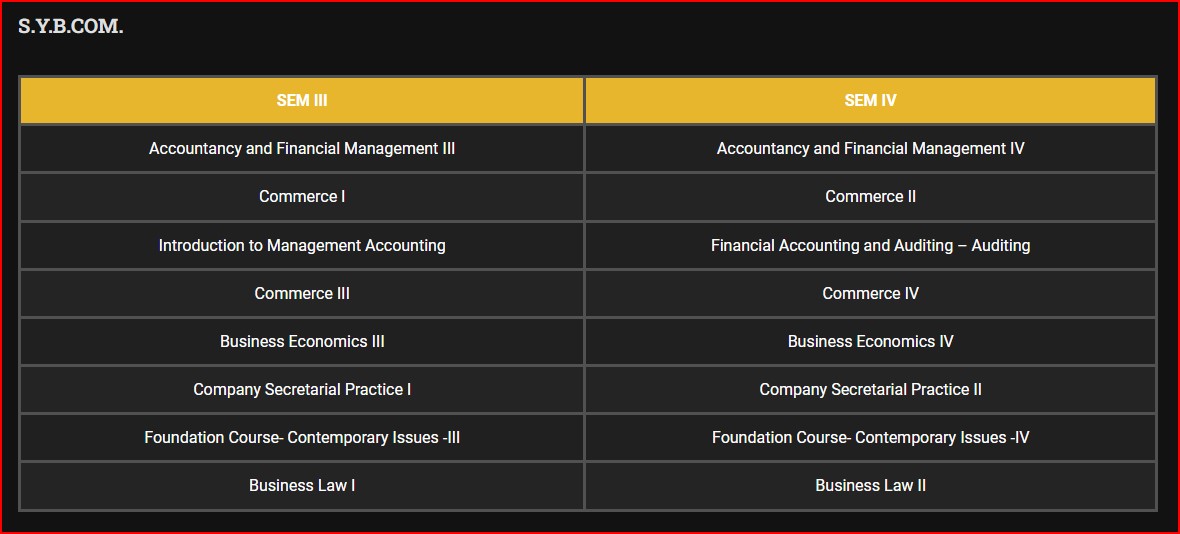 S.Y.B.COM.
SEM III SEM IV
Accountancy and Financial Management III Accountancy and Financial Management IV
Commerce I Commerce II
Introduction to Management Accounting Financial Accounting and Auditing – Auditing
Commerce III Commerce IV
Business Economics III Business Economics IV
Company Secretarial Practice I Company Secretarial Practice II
Foundation Course- Contemporary Issues -III Foundation Course- Contemporary Issues -IV
Business Law I Business Law II